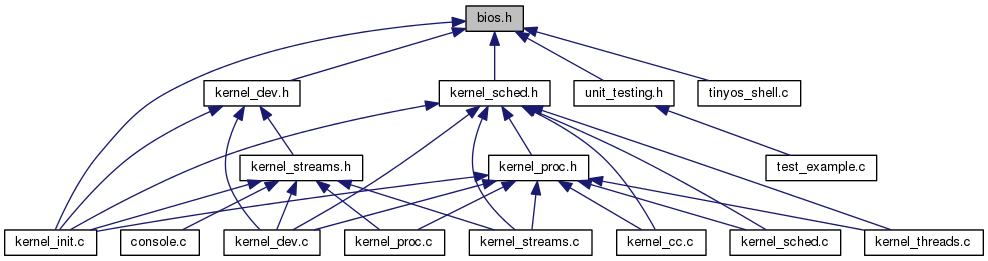 bios.h
kernel_dev.h
kernel_sched.h
unit_testing.h
tinyos_shell.c
kernel_streams.h
kernel_proc.h
test_example.c
kernel_init.c
console.c
kernel_dev.c
kernel_proc.c
kernel_streams.c
kernel_cc.c
kernel_sched.c
kernel_threads.c